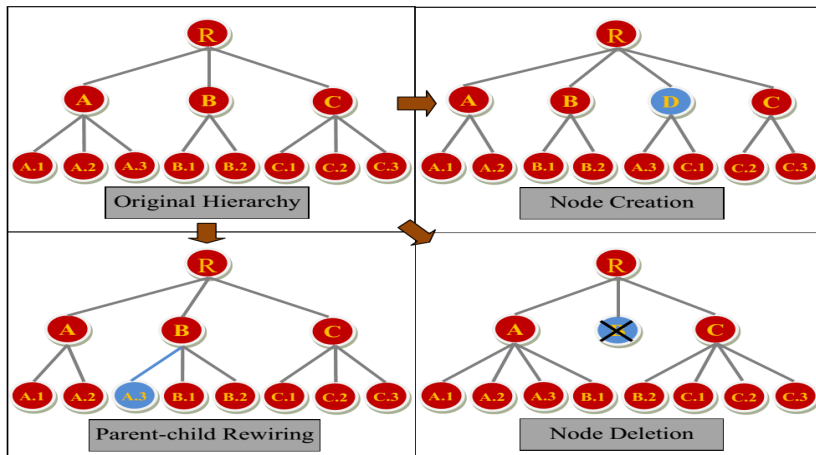 R
A B C
A.1 A.2 A.3 B.1 B.2 C.1 C.2 C.3
Original Hierarchy
R
A B D C
A.1 A.2 B.1 B.2 A.3 C.1 C.2 C.3
Node Creation
R
A B C
A.1 A.2 A.3 B.1 B.2 C.1 C.2 C.3
Parent-child Rewiring
R
A B C
A.1 A.2 A.3 B.1 B.2 C.1 C.2 C.3
Node Deletion